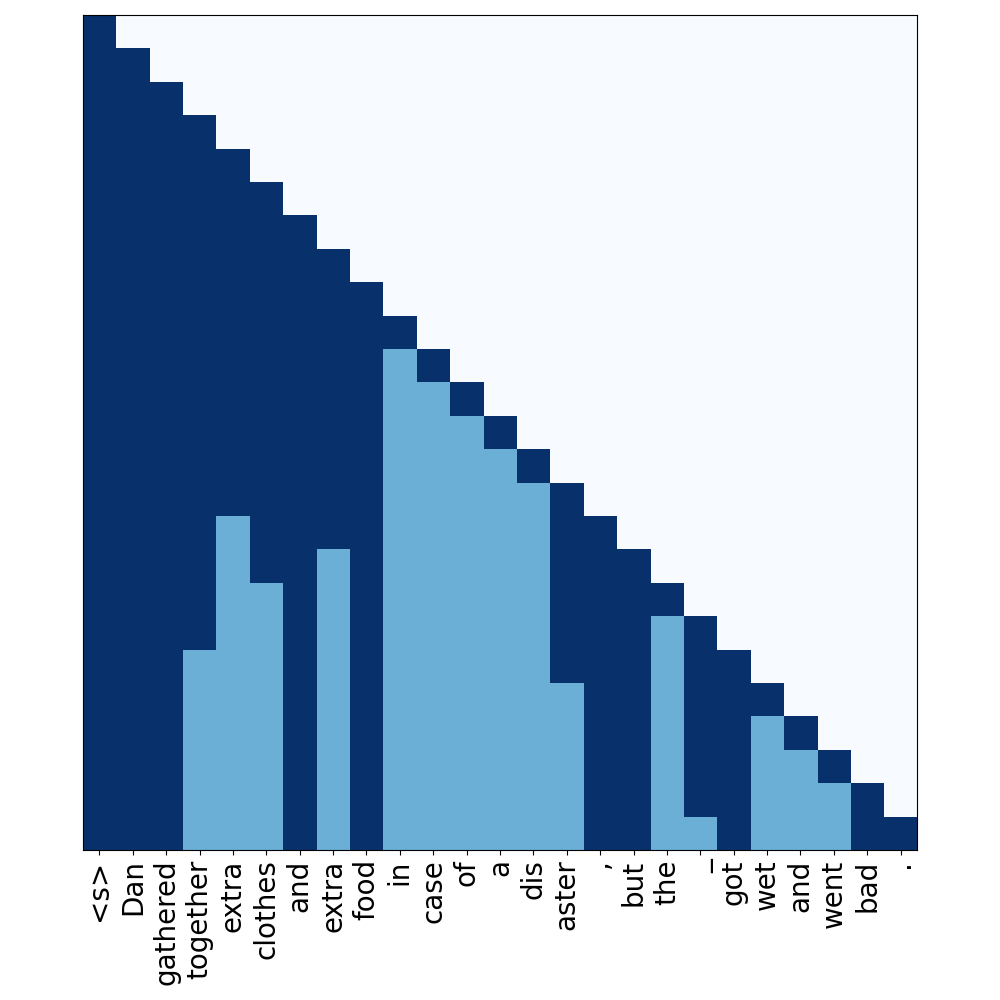 <s>
Dan
gathered
together
extra
clothes
and
extra
food
in
case
of
a
dis
aster
,
but
the
_
got
wet
and
went
bad
.